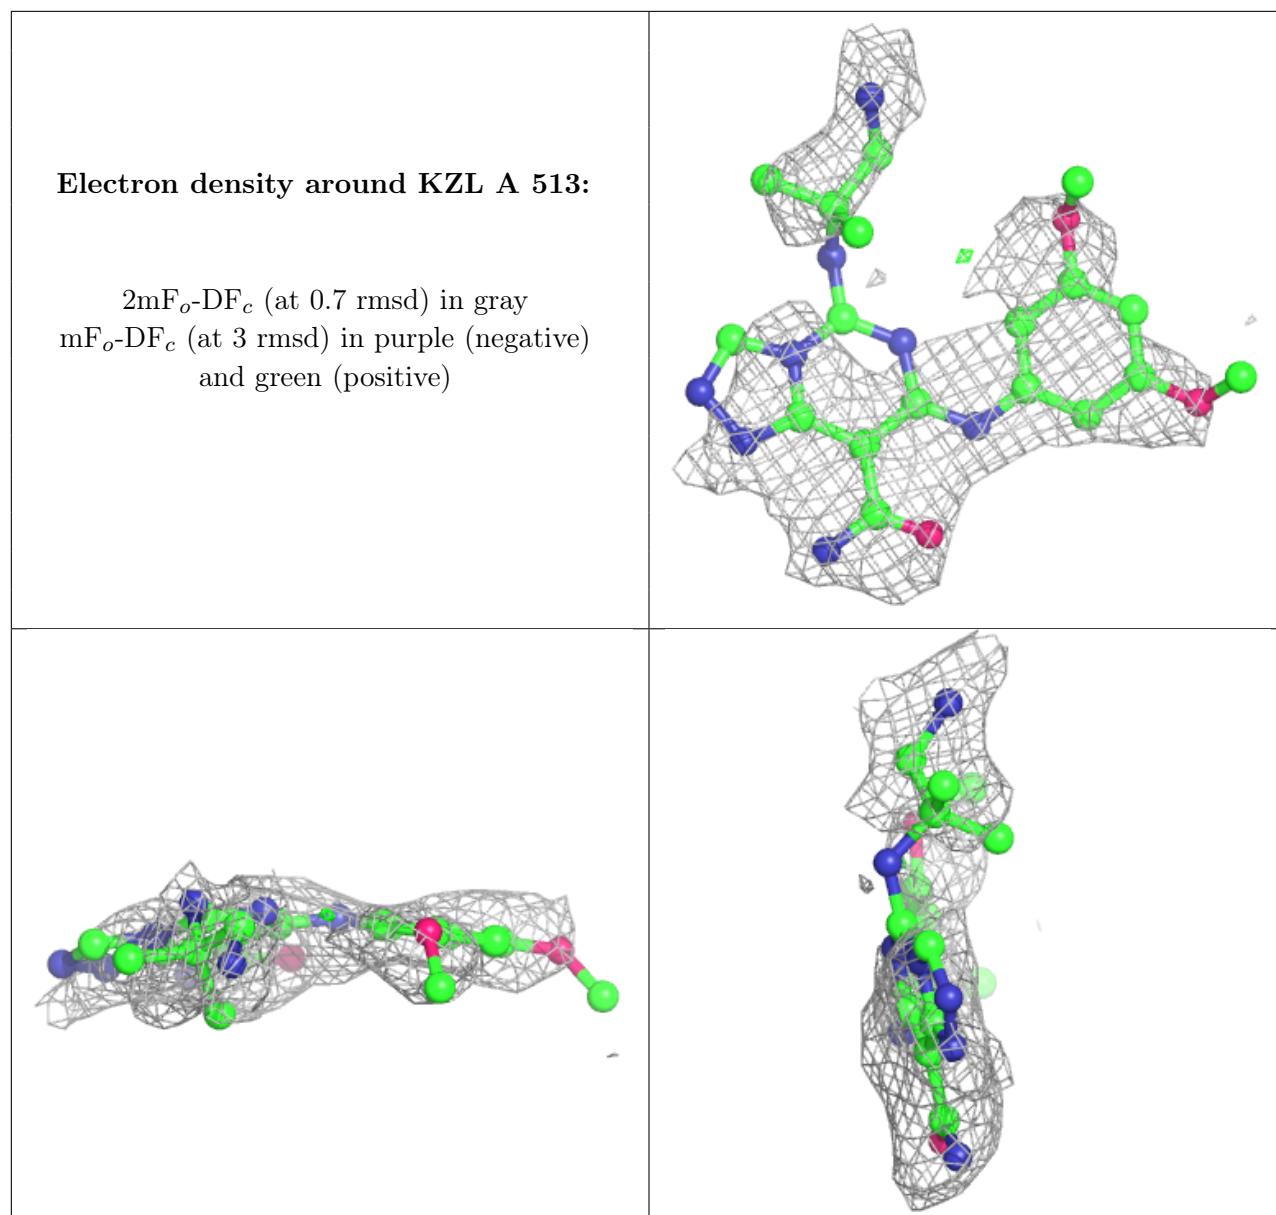 Electron density around KZL A 513:
2mFo-DFc (at 0.7 rmsd) in gray
mFo-DFc (at 3 rmsd) in purple (negative)
and green (positive)